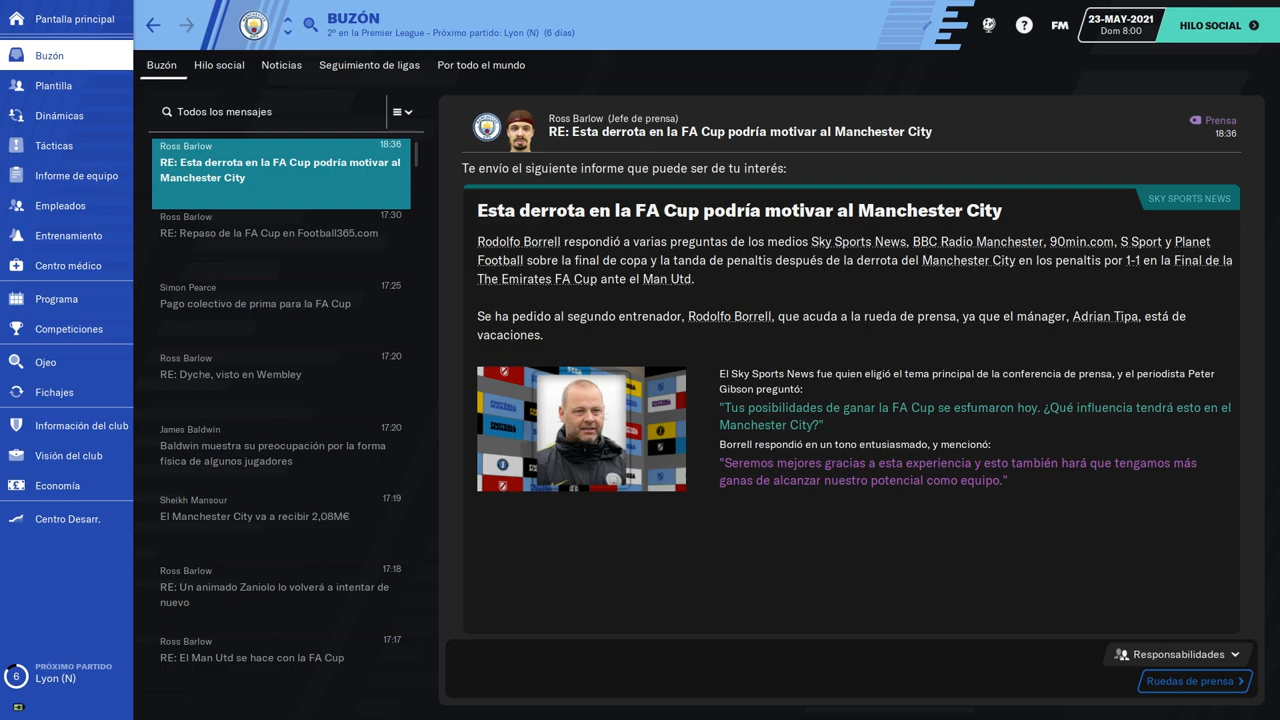 Pantalla principal
Buzón
Plantilla
Dinámicas
Tácticas
Informe de equipo
Empleados
Entrenamiento
Centro médico
Programa
Competiciones
Ojeo
Fichajes
Información del club
Visión del club
Economía
Centro Desarr.
6
PRÓXIMO PARTIDO
Lyon (N)
BUZÓN
2º en la Premier League - Próximo partido: Lyon (N) (6 días)
FM
23-MAY-2021
Dom 8:00
HILO SOCIAL
Buzón
Hilo social
Noticias
Seguimiento de ligas
Por todo el mundo
Todos los mensajes
Ross Barlow
18:36
RE: Esta derrota en la FA Cup podría motivar al
Manchester City
Ross Barlow
17:30
RE: Repaso de la FA Cup en Football365.com
Simon Pearce
17:25
Pago colectivo de prima para la FA Cup
Ross Barlow
17:20
RE: Dyche, visto en Wembley
James Baldwin
17:20
Baldwin muestra su preocupación por la forma
física de algunos jugadores
Sheikh Mansour
17:19
El Manchester City va a recibir 2,08M€
Ross Barlow
17:18
RE: Un animado Zaniolo lo volverá a intentar de
nuevo
Ross Barlow
17:17
RE: El Man Utd se hace con la FA Cup
Ross Barlow (Jefe de prensa)
RE: Esta derrota en la FA Cup podría motivar al Manchester City
Prensa
18:36
Te envío el siguiente informe que puede ser de tu interés:
SKY SPORTS NEWS
Esta derrota en la FA Cup podría motivar al Manchester City
Rodolfo Borrell respondió a varias preguntas de los medios Sky Sports News, BBC Radio Manchester, 90min.com, S Sport y Planet
Football sobre la final de copa y la tanda de penaltis después de la derrota del Manchester City en los penaltis por 1-1 en la Final de la
The Emirates FA Cup ante el Man Utd.
Se ha pedido al segundo entrenador, Rodolfo Borrell, que acuda a la rueda de prensa, ya que el mánager, Adrian Tipa, está de
vacaciones.
El Sky Sports News fue quien eligió el tema principal de la conferencia de prensa, y el periodista Peter
Gibson preguntó:
"Tus posibilidades de ganar la FA Cup se esfumaron hoy. ¿Qué influencia tendrá esto en el
Manchester City?"
Borrell respondió en un tono entusiasmado, y mencionó:
"Seremos mejores gracias a esta experiencia y esto también hará que tengamos más
ganas de alcanzar nuestro potencial como equipo."
Responsabilidades
Ruedas de prensa